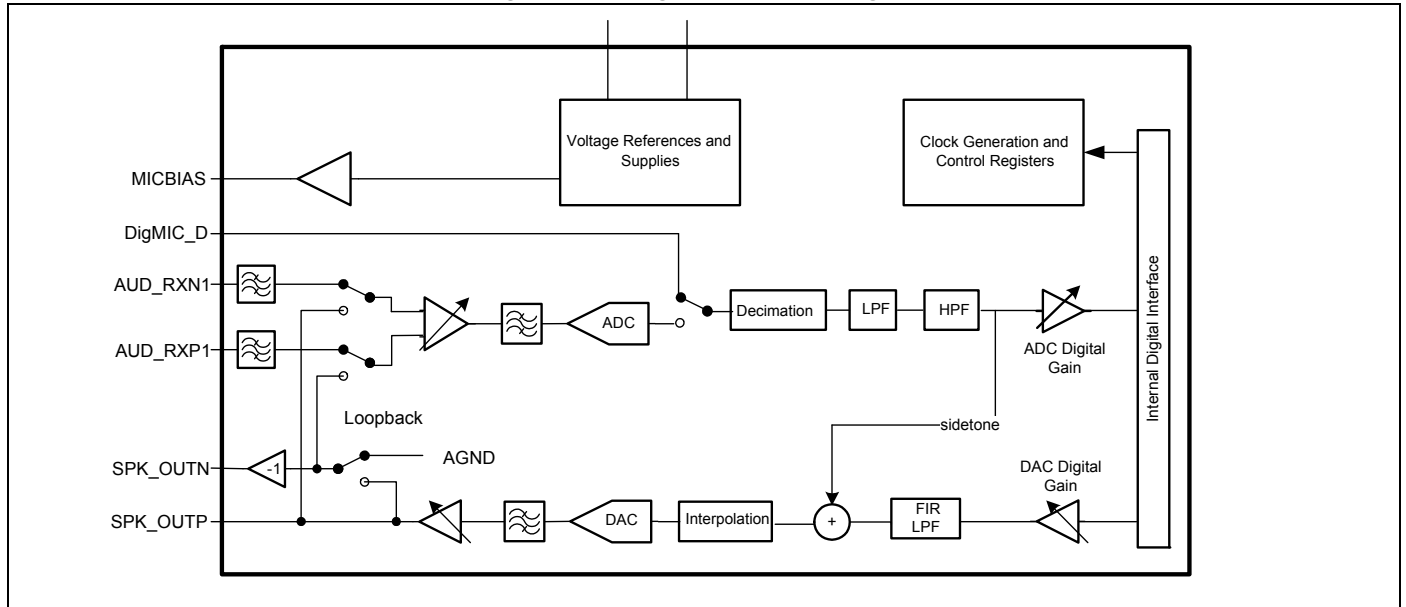 Voltage References and
Supplies
Clock Generation and
Control Registers
MICBIAS
DigMIC_D
AUD_RXN1
AUD_RXP1
ADC
Decimation
LPF
HPF
ADC Digital
Gain
Internal Digital Interface
Loopback
sidetone
SPK_OUTN
-1
AGND
DAC Digital
Gain
SPK_OUTP
DAC
Interpolation
+
FIR
LPF